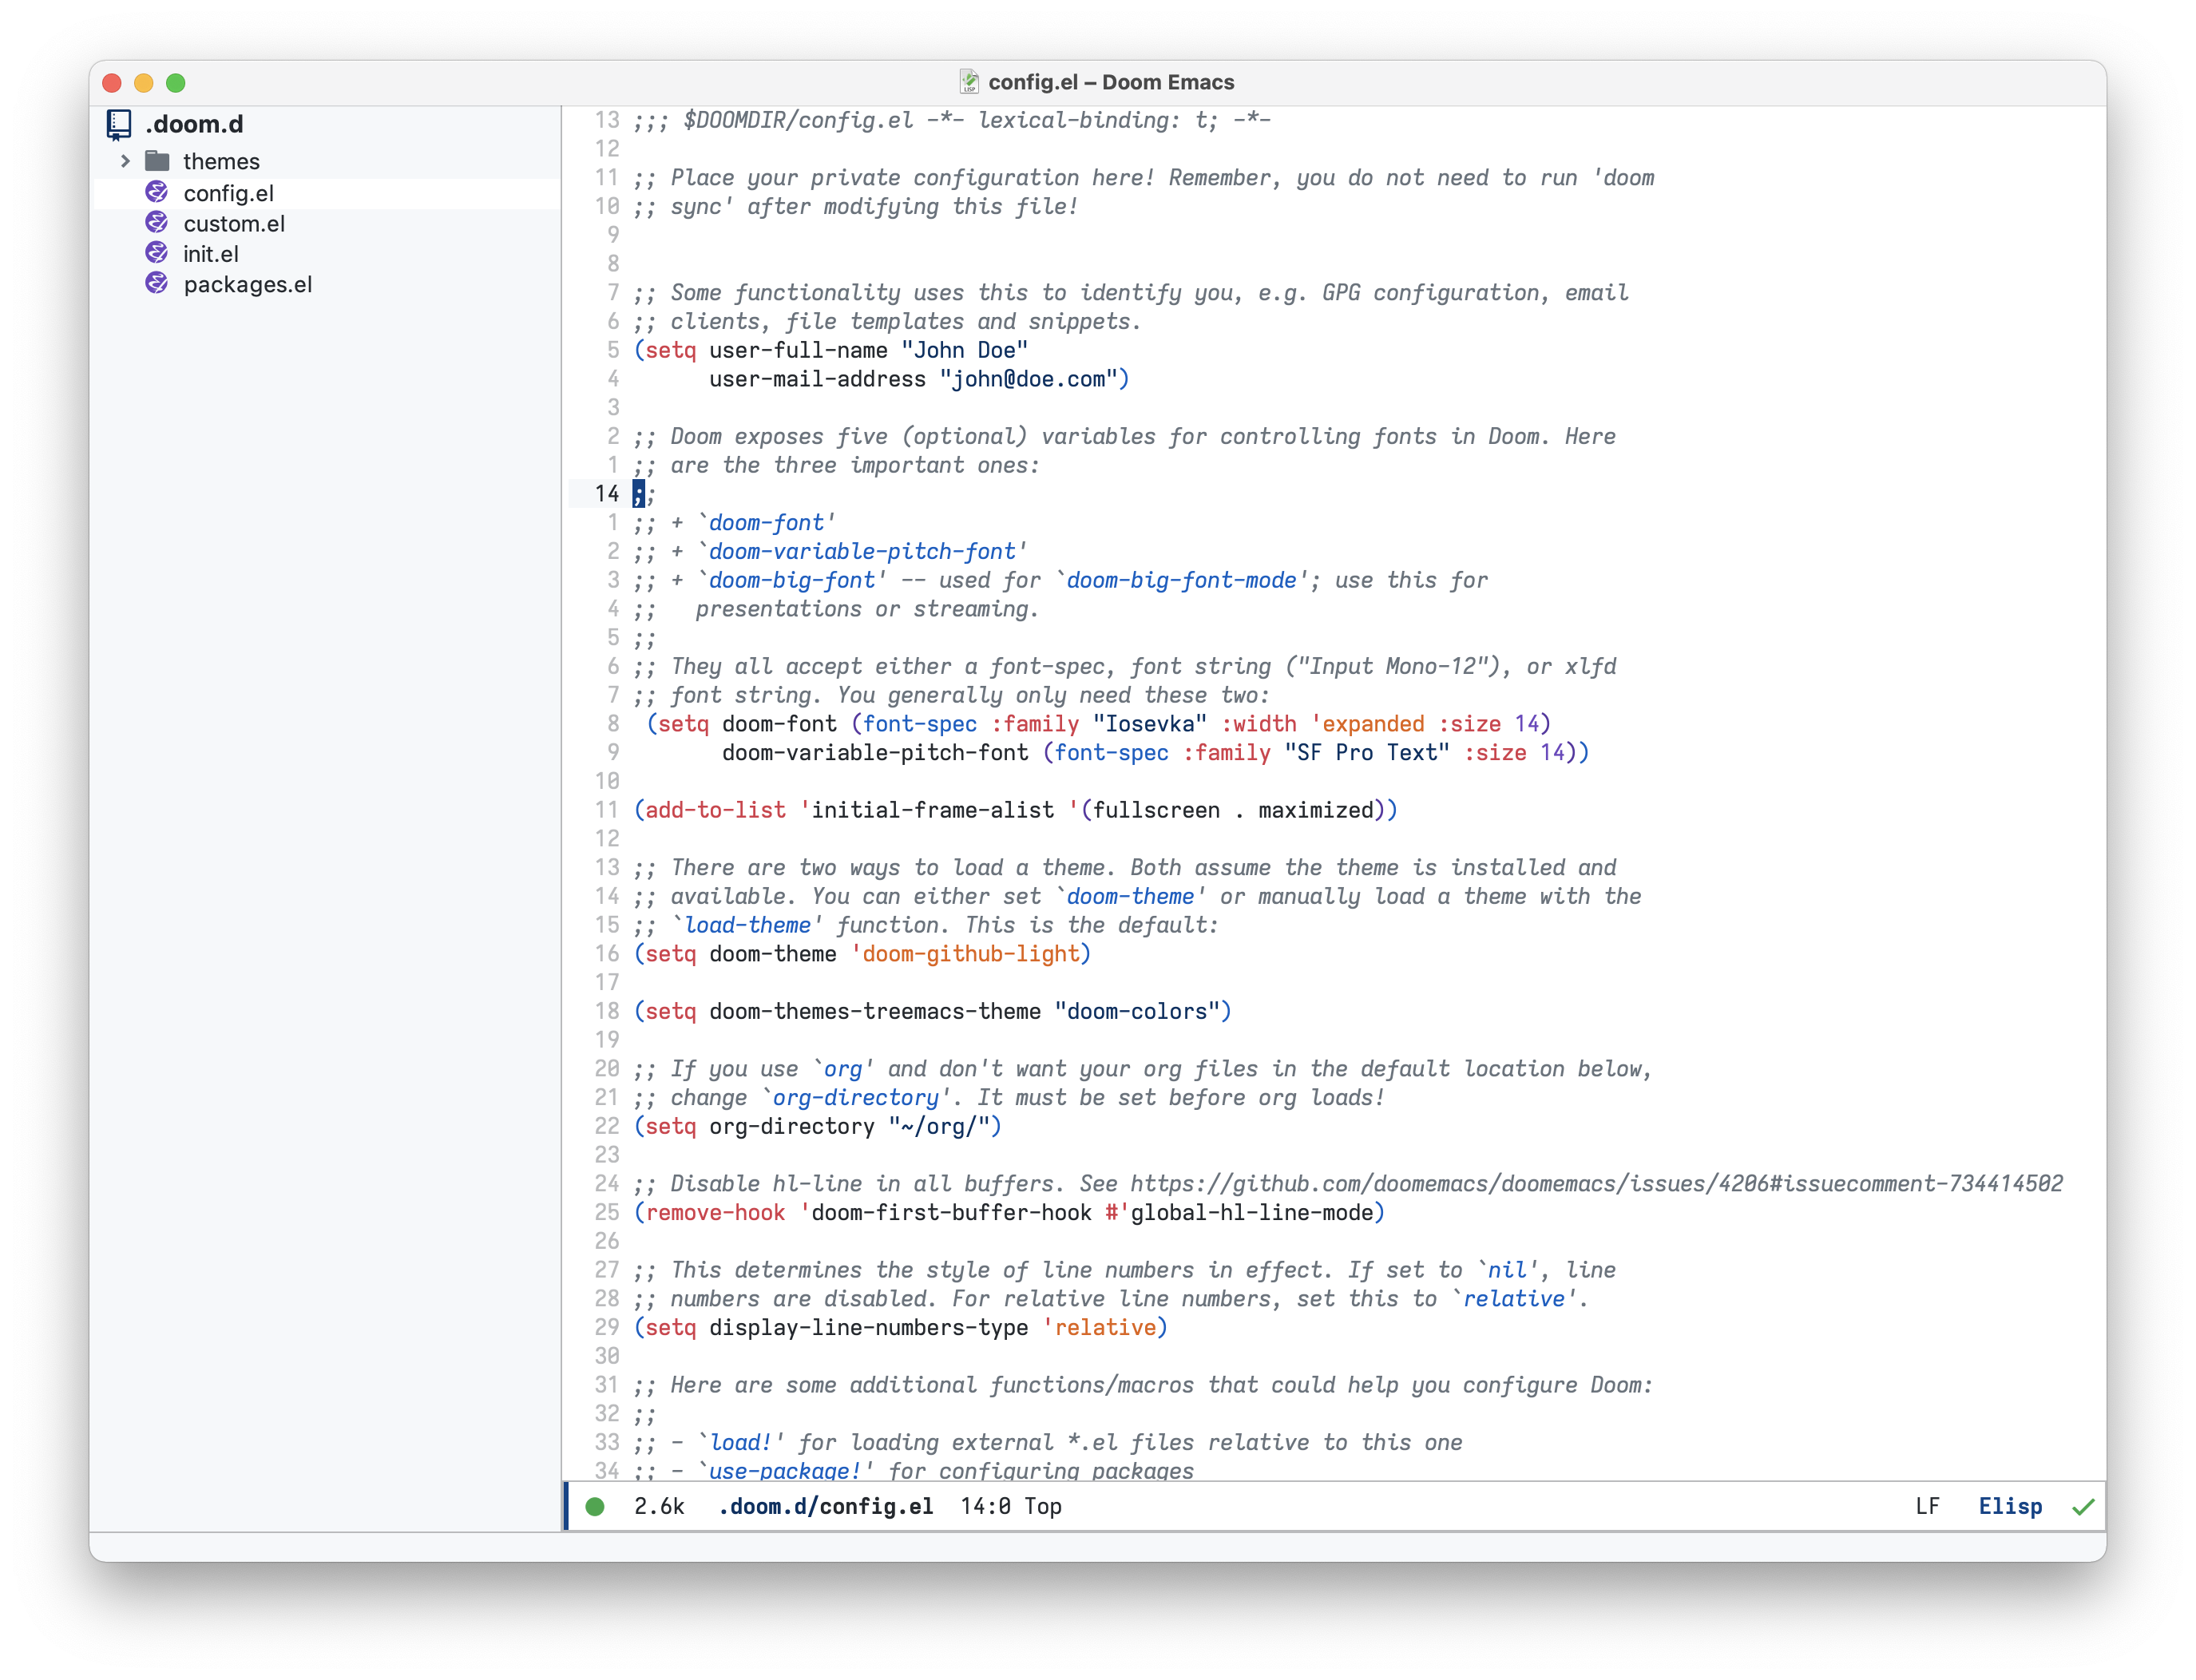 config.el – Doom Emacs
.doom.d
themes
config.el
custom.el
init.el
packages.el
13 ;;; $DOOMDIR/config.el -*- lexical-binding: t; -*-
12
11 ;; Place your private configuration here! Remember, you do not need to run 'doom
10 ;; sync' after modifying this file!
9
8
7 ;; Some functionality uses this to identify you, e.g. GPG configuration, email
6 ;; clients, file templates and snippets.
5 (setq user-full-name "John Doe"
4       user-mail-address "john@doe.com")
3
2 ;; Doom exposes five (optional) variables for controlling fonts in Doom. Here
1 ;; are the three important ones:
14 ;;
1 ;; + `doom-font'
2 ;; + `doom-variable-pitch-font'
3 ;; + `doom-big-font' -- used for `doom-big-font-mode'; use this for
4 ;;   presentations or streaming.
5 ;;
6 ;; They all accept either a font-spec, font string ("Input Mono-12"), or xlfd
7 ;; font string. You generally only need these two:
8  (setq doom-font (font-spec :family "Iosevka" :width 'expanded :size 14)
9        doom-variable-pitch-font (font-spec :family "SF Pro Text" :size 14))
10
11 (add-to-list 'initial-frame-alist '(fullscreen . maximized))
12
13 ;; There are two ways to load a theme. Both assume the theme is installed and
14 ;; available. You can either set `doom-theme' or manually load a theme with the
15 ;; `load-theme' function. This is the default:
16 (setq doom-theme 'doom-github-light)
17
18 (setq doom-themes-treemacs-theme "doom-colors")
19
20 ;; If you use `org' and don't want your org files in the default location below,
21 ;; change `org-directory'. It must be set before org loads!
22 (setq org-directory "~/org/")
23
24 ;; Disable hl-line in all buffers. See https://github.com/doomemacs/doomemacs/issues/4206#issuecomment-734414502
25 (remove-hook 'doom-first-buffer-hook #'global-hl-line-mode)
26
27 ;; This determines the style of line numbers in effect. If set to `nil', line
28 ;; numbers are disabled. For relative line numbers, set this to `relative'.
29 (setq display-line-numbers-type 'relative)
30
31 ;; Here are some additional functions/macros that could help you configure Doom:
32 ;;
33 ;; - `load!' for loading external *.el files relative to this one
34 ;; - `use-package!' for configuring packages
2.6k .doom.d/config.el 14:0 Top LF Elisp